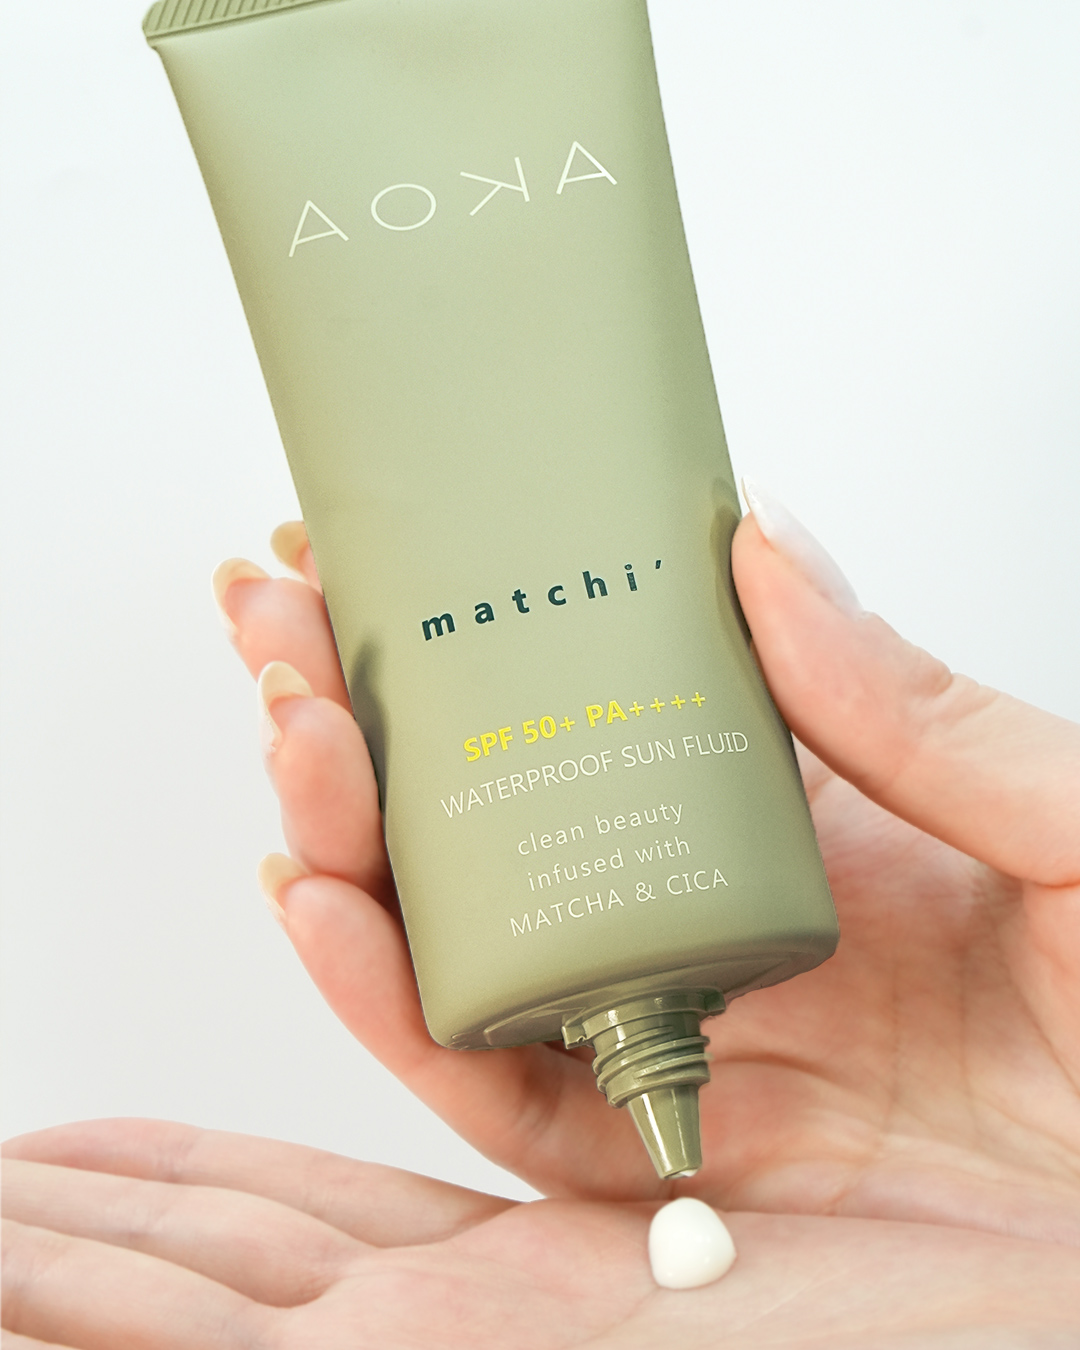 AOKA
matchi’
SPF 50+ PA++++
WATERPROOF SUN FLUID
clean beauty
infused with
MATCHA & CICA